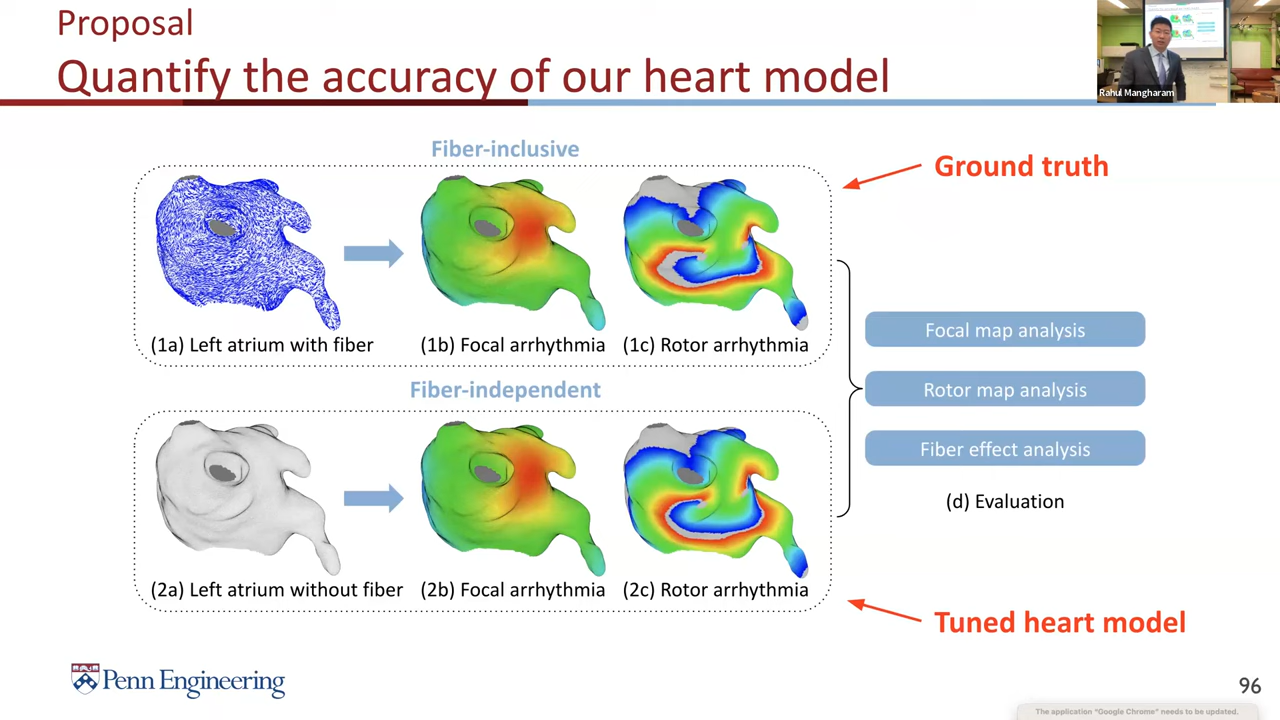 Proposal
Quantify the accuracy of our heart model
Rahul Mangharam
Fiber-inclusive
Ground truth
(1a) Left atrium with fiber
(1b) Focal arrhythmia
(1c) Rotor arrhythmia
Focal map analysis
Fiber-independent
Rotor map analysis
Fiber effect analysis
(d) Evaluation
(2a) Left atrium without fiber
(2b) Focal arrhythmia
(2c) Rotor arrhythmia
Tuned heart model
Penn Engineering
96
The application "Google Chrome" needs to be updated.